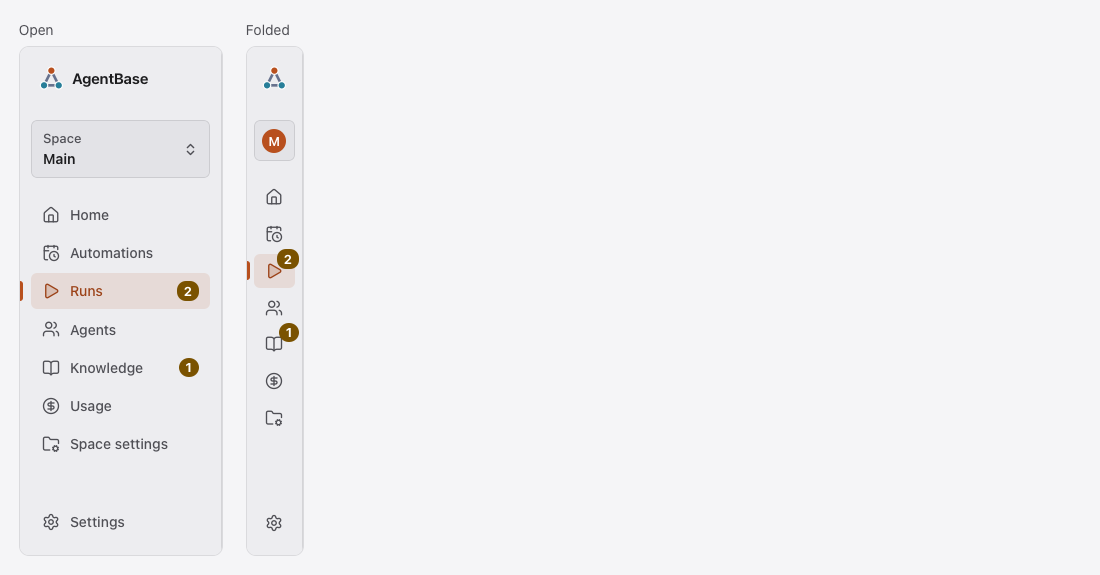 Open
AgentBase
Space
Main
Home
Automations
Runs 2
Agents
Knowledge 1
Usage
Space settings
Settings
Folded
M
2
1